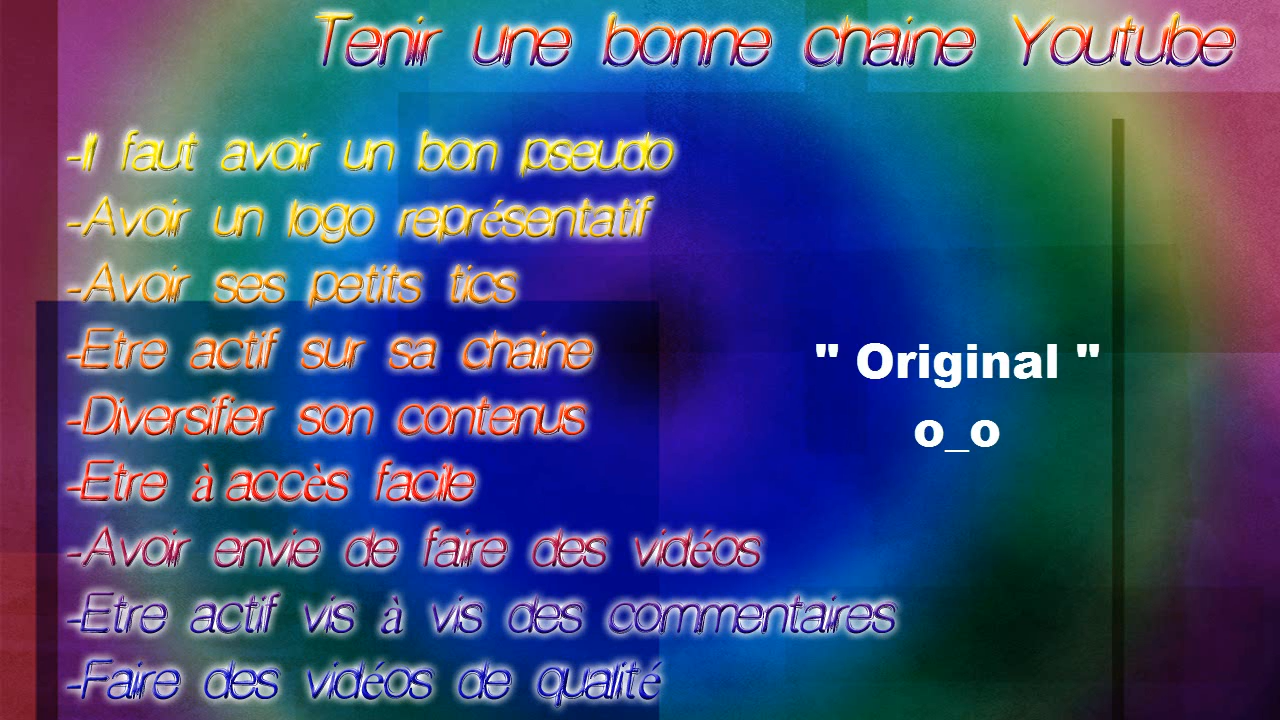 Tenir une bonne chaine Youtube
-Il faut avoir un bon pseudo
-Avoir un logo représentatif
-Avoir ses petits tics
-Etre actif sur sa chaine
-Diversifier son contenus
-Etre à accès facile
-Avoir envie de faire des vidéos
-Etre actif vis à vis des commentaires
-Faire des vidéos de qualité
" Original "
o_o